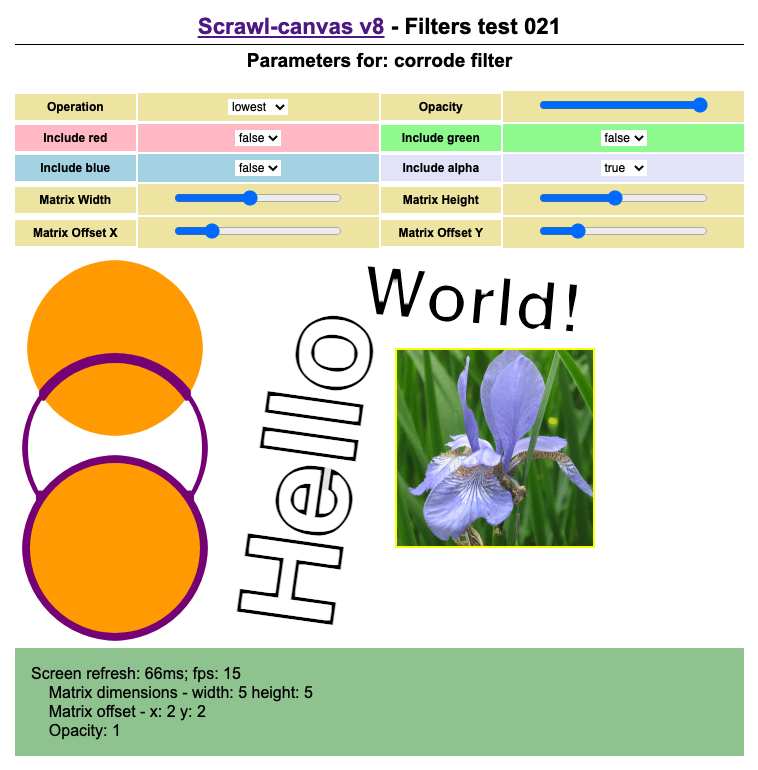 Scrawl-canvas v8 - Filters test 021
Parameters for: corrode filter
Operation lowest Opacity
Include red false Include green false
Include blue false Include alpha true
Matrix Width Matrix Height
Matrix Offset X Matrix Offset Y
Hello
World!
Screen refresh: 66ms; fps: 15
Matrix dimensions - width: 5 height: 5
Matrix offset - x: 2 y: 2
Opacity: 1